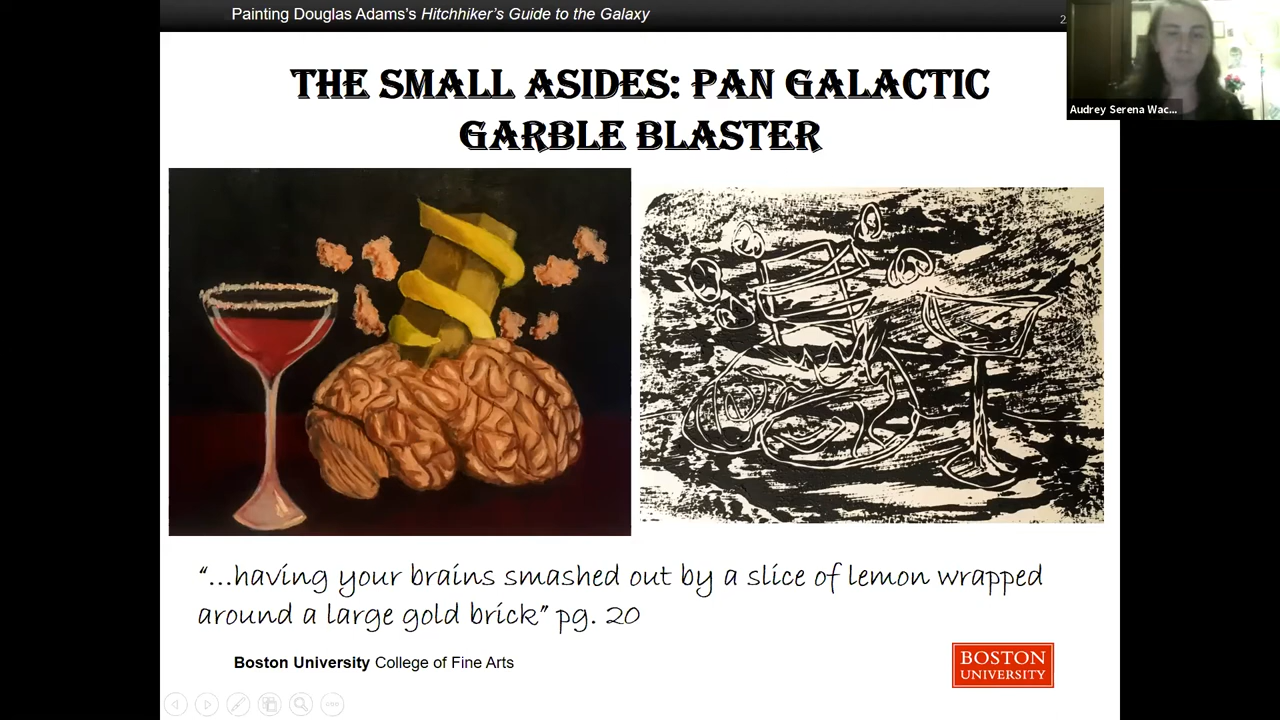 Painting Douglas Adams's Hitchhiker's Guide to the Galaxy
2
Audrey Serena Wac...
THE SMALL ASIDES: PAN GALACTIC
GARBLE BLASTER
"...having your brains smashed out by a slice of lemon wrapped
around a large gold brick" pg. 20
Boston University College of Fine Arts
BOSTON
UNIVERSITY